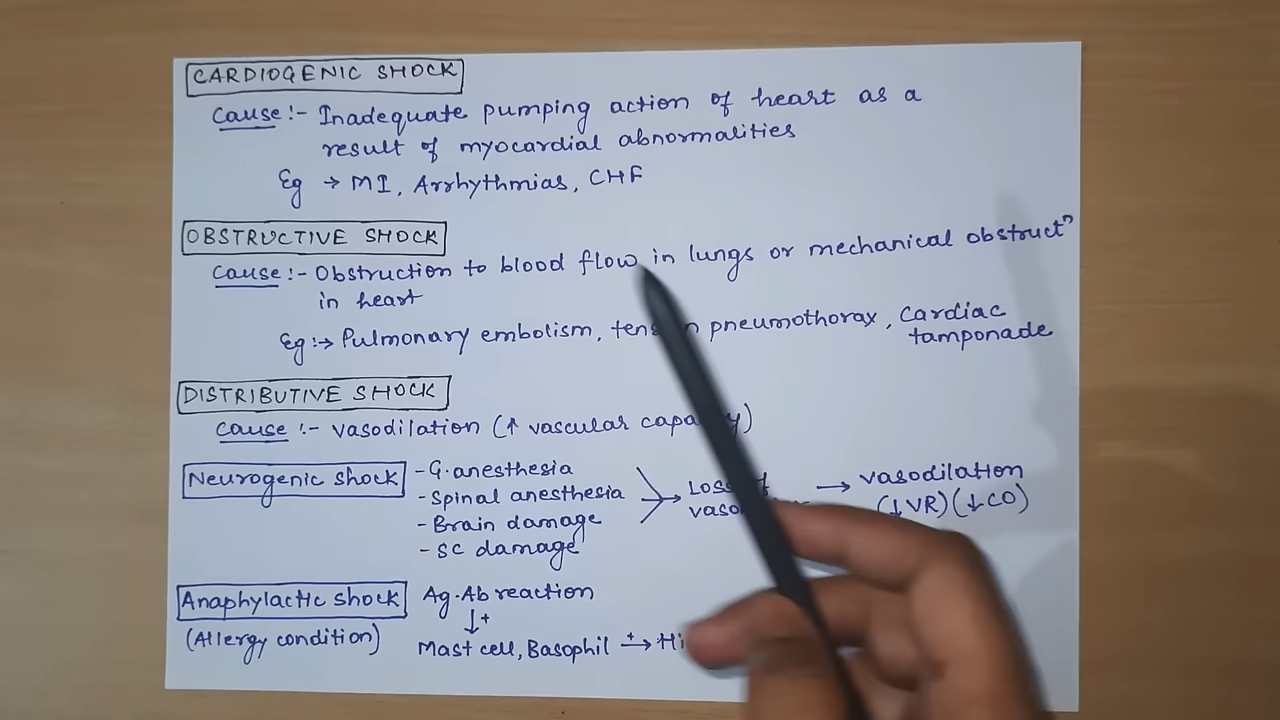 CARDIOGENIC SHOCK
Cause :- Inadequate pumping action of heart as a
result of myocardial abnormalities
Eg → MI, Arrhythmias, CHF
OBSTRUCTIVE SHOCK
Cause :- Obstruction to blood flow in lungs or mechanical obstructⁿ
in heart
Eg :→ Pulmonary embolism, pneumothorax, Cardiac
tamponade
DISTRIBUTIVE SHOCK
Cause :- vasodilation (↑ vascular
Neurogenic shock
- G. anesthesia
- Spinal anesthesia
- Brain damage
- SC damage
→ Loss of
→ vasodilation
(↓VR) (↓CO)
Anaphylactic shock
(Allergy condition)
Ag-Ab reaction
↓+
Mast cell, Basophil +→